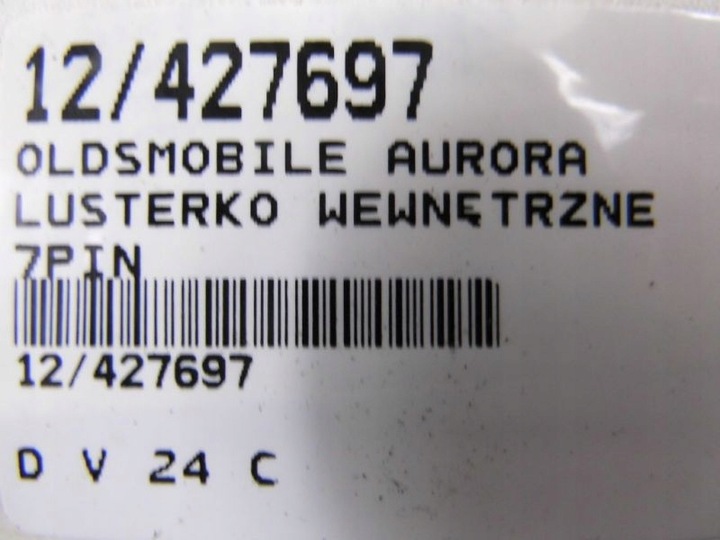 12/427697
OLDSMOBILE AURORA
LUSTERKO WEWNĘTRZNE
7PIN
12/427697
D V 24 C